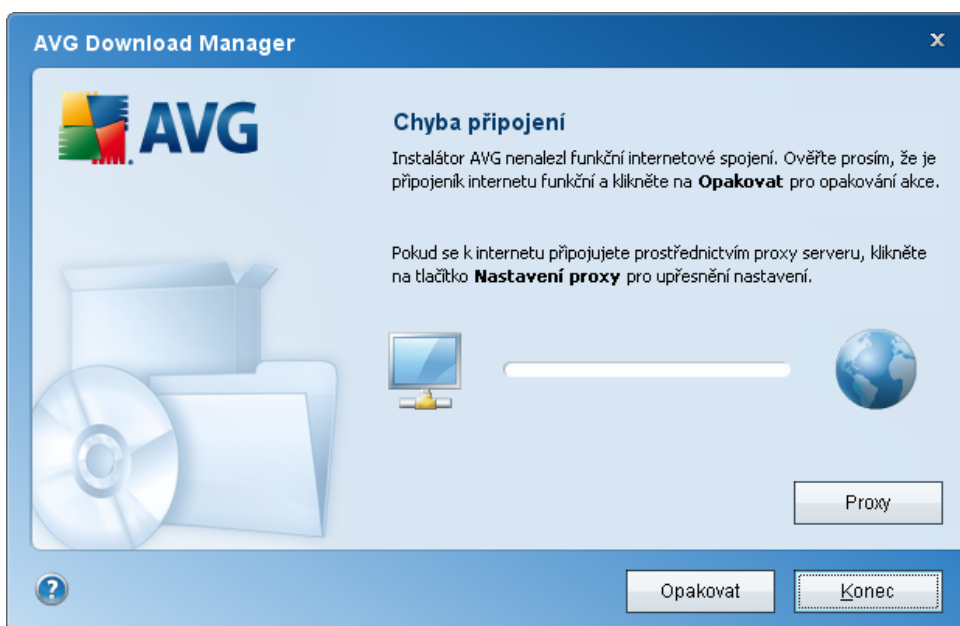 AVG Download Manager
x
AVG
Chyba připojení
Instalátor AVG nenalezl funkční internetové spojení. Ověřte prosím, že je
připojeník internetu funkční a klikněte na Opakovat pro opakování akce.
Pokud se k internetu připojujete prostřednictvím proxy serveru, klikněte
na tlačítko Nastavení proxy pro upřesnění nastavení.
Proxy
?
Opakovat
Konec